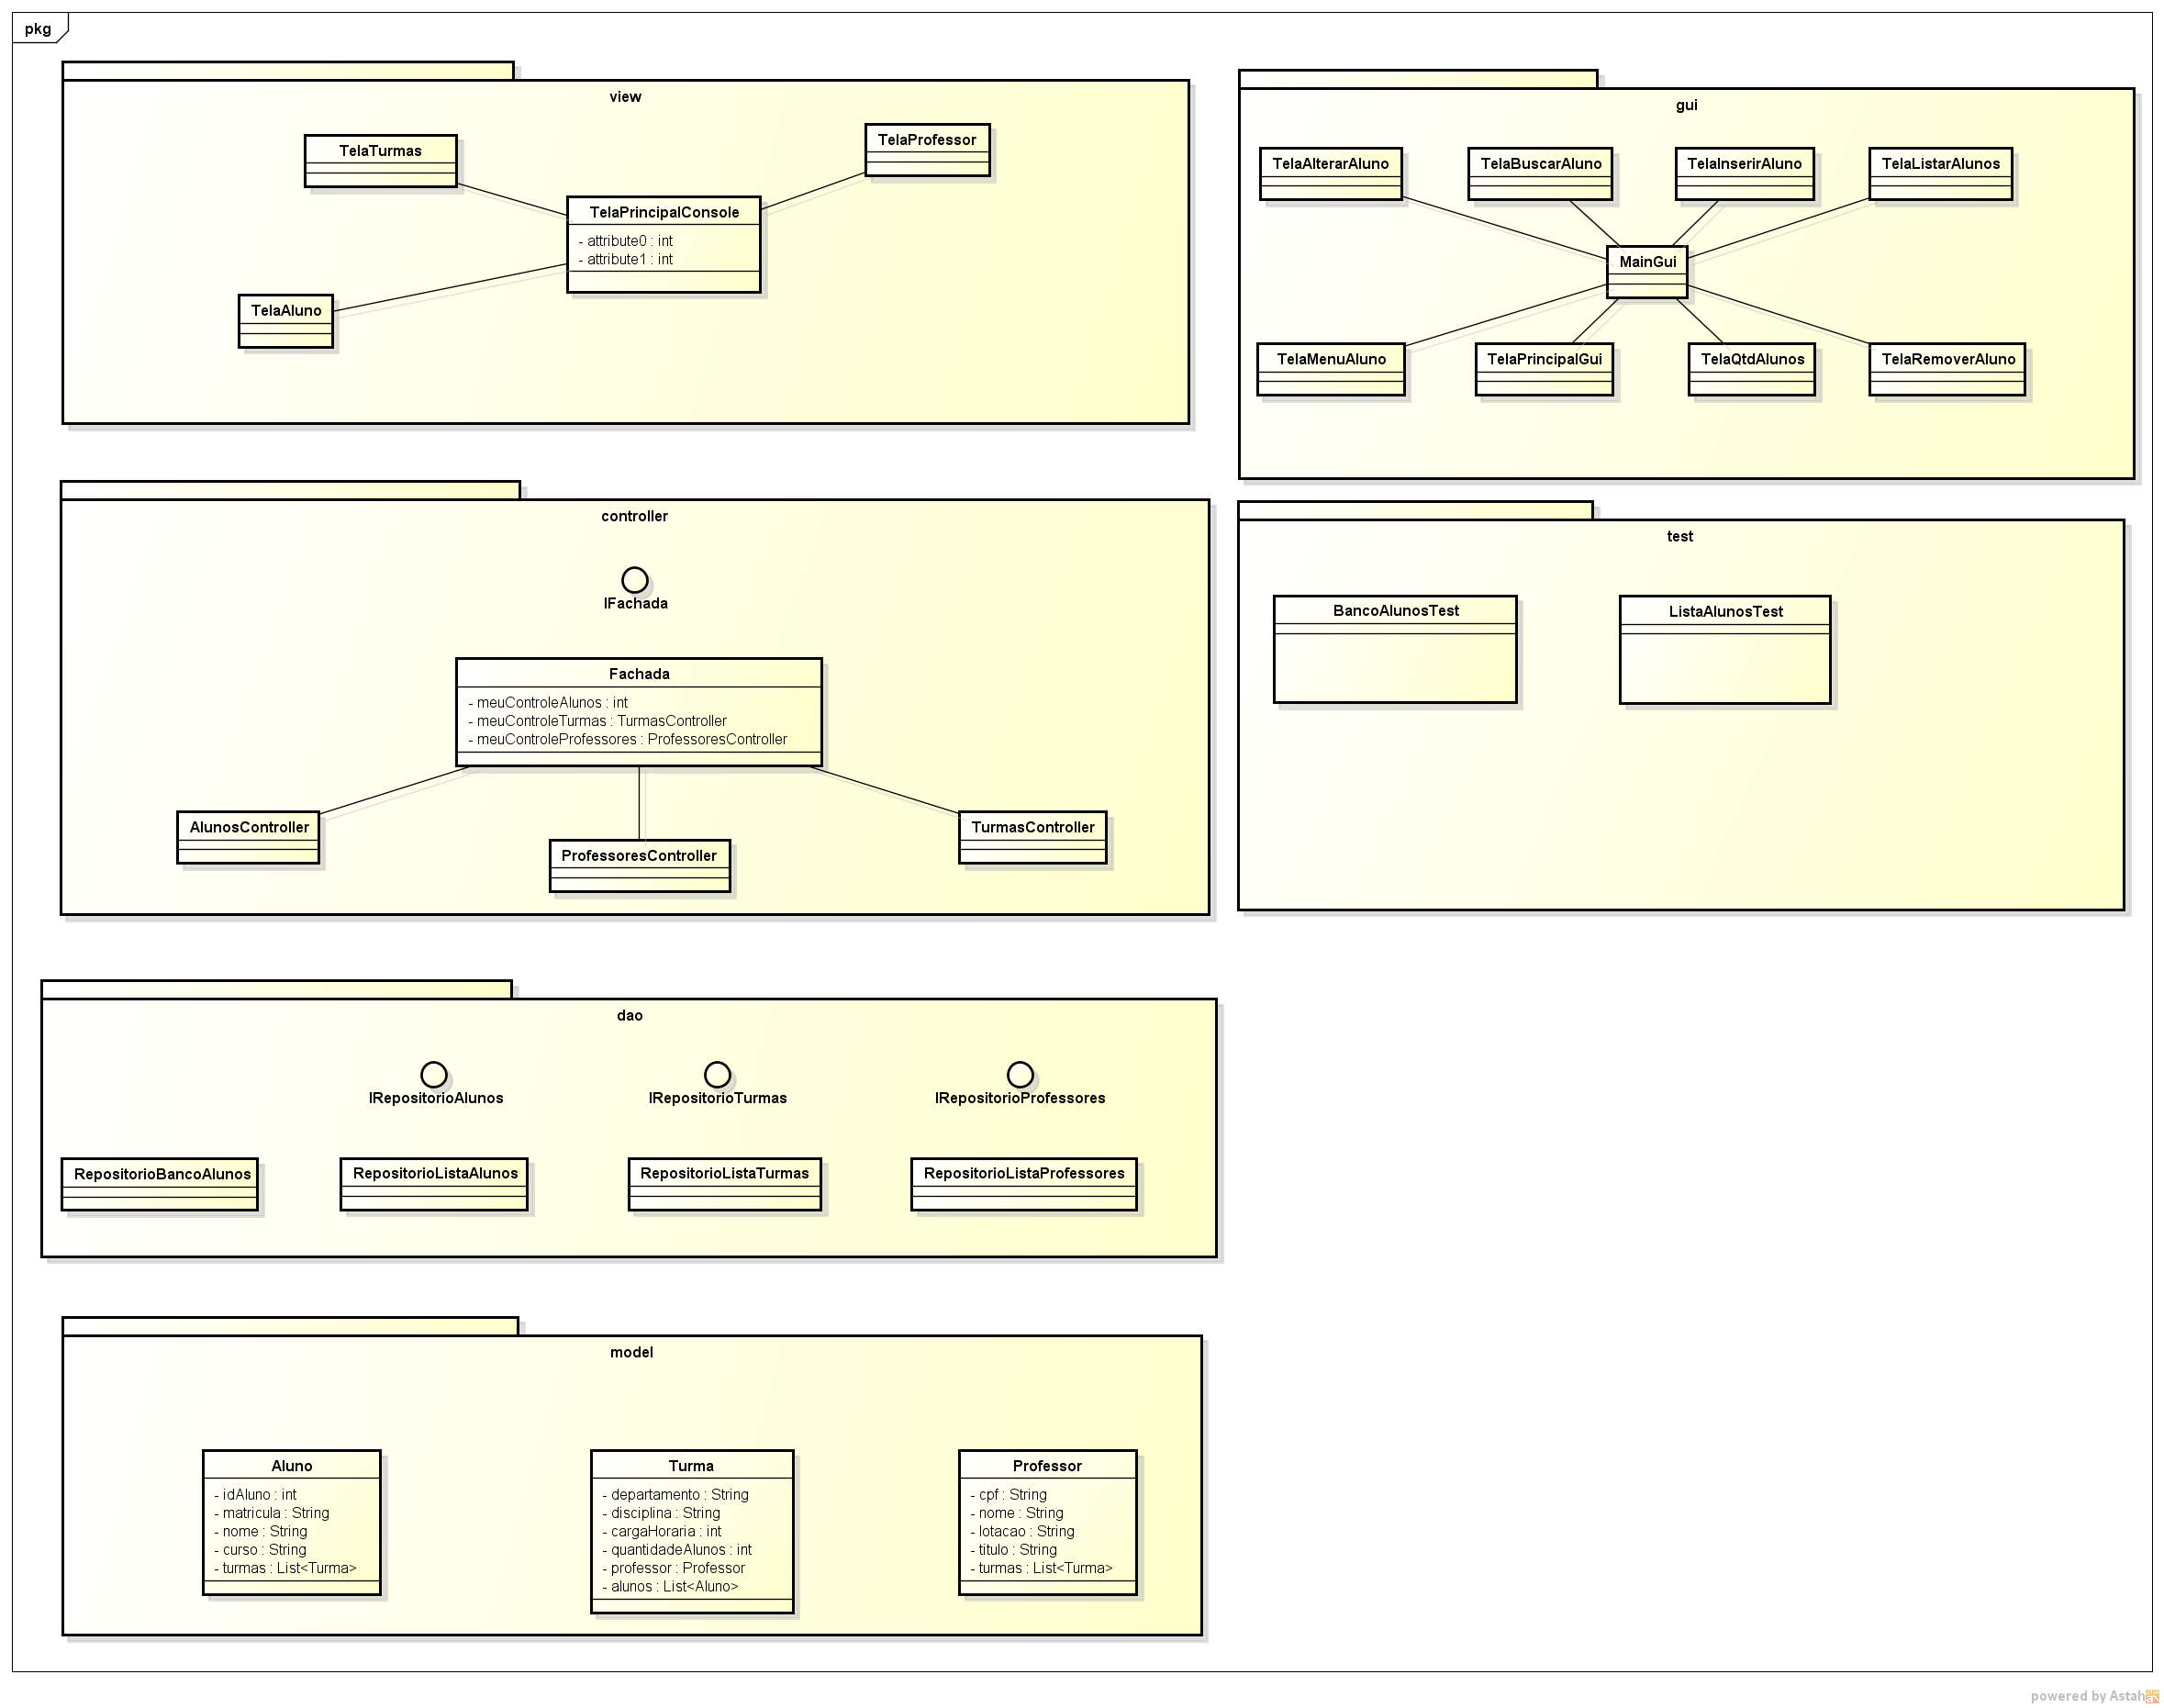 pkg
view
TelaTurmas
TelaProfessor
TelaPrincipalConsole
- attribute0 : int
- attribute1 : int
TelaAluno
gui
TelaAlterarAluno
TelaBuscarAluno
TelaInserirAluno
TelaListarAlunos
MainGui
TelaMenuAluno
TelaPrincipalGui
TelaQtdAlunos
TelaRemoverAluno
controller
IFachada
Fachada
- meuControleAlunos : int
- meuControleTurmas : TurmasController
- meuControleProfessores : ProfessoresController
AlunosController
ProfessoresController
TurmasController
test
BancoAlunosTest
ListaAlunosTest
dao
IRepositorioAlunos
IRepositorioTurmas
IRepositorioProfessores
RepositorioBancoAlunos
RepositorioListaAlunos
RepositorioListaTurmas
RepositorioListaProfessores
model
Aluno
- idAluno : int
- matricula : String
- nome : String
- curso : String
- turmas : List<Turma>
Turma
- departamento : String
- disciplina : String
- cargaHoraria : int
- quantidadeAlunos : int
- professor : Professor
- alunos : List<Aluno>
Professor
- cpf : String
- nome : String
- lotacao : String
- titulo : String
- turmas : List<Turma>
powered by Astah